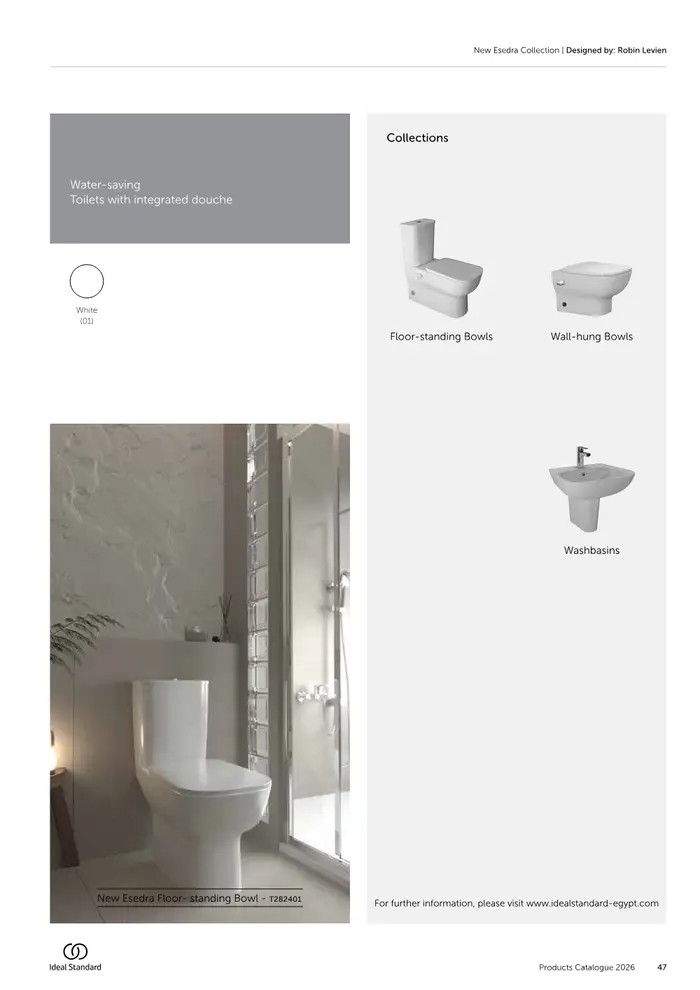 New Esedra Collection | Designed by: Robin Levien
Water-saving
Toilets with integrated douche
White
(01)
Collections
Floor-standing Bowls
Wall-hung Bowls
Washbasins
New Esedra Floor- standing Bowl - T282401
For further information, please visit www.idealstandard-egypt.com
Ideal Standard
Products Catalogue 2026 47